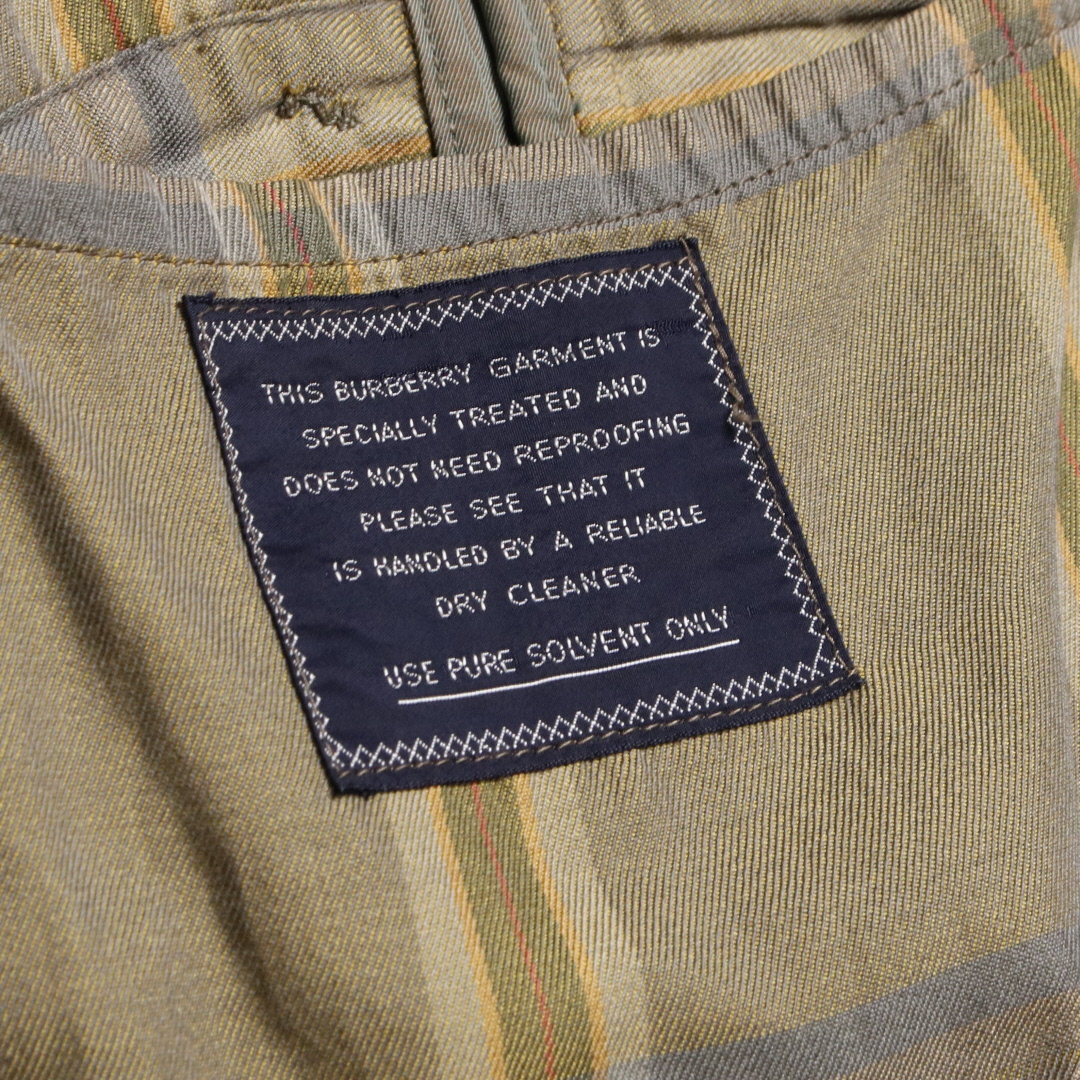 THIS BURBERRY GARMENT IS
SPECIALLY TREATED AND
DOES NOT NEED REPROOFING
PLEASE SEE THAT IT
IS HANDLED BY A RELIABLE
DRY CLEANER
USE PURE SOLVENT ONLY